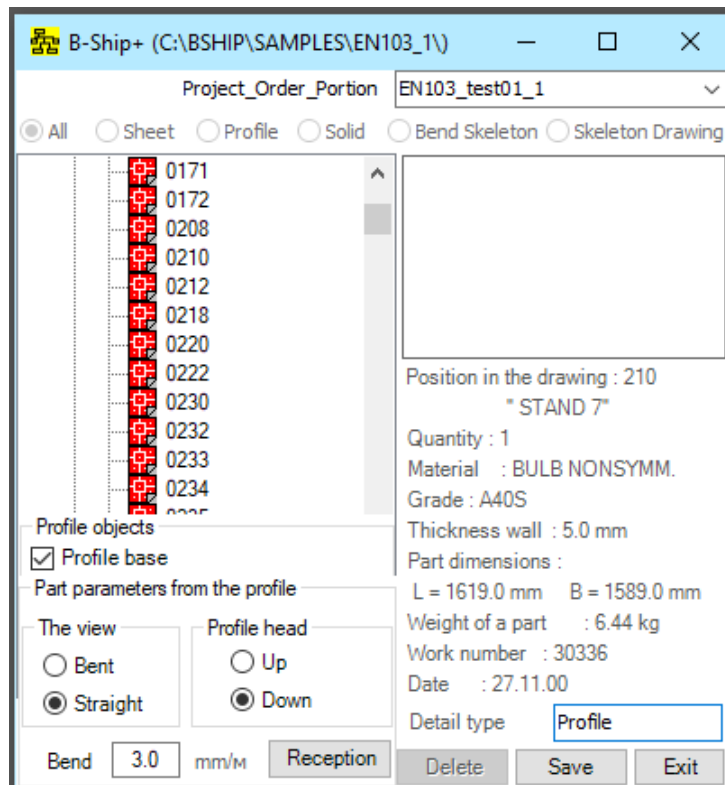 B-Ship+ (C:\BSHIP\SAMPLES\EN103_1\)
Project_Order_Portion EN103_test01_1
All Sheet Profile Solid Bend Skeleton Skeleton Drawing
0171
0172
0208
0210
0212
0218
0220
0222
0230
0232
0233
0234
Profile objects
Profile base
Part parameters from the profile
The view
Bent
Straight
Profile head
Up
Down
Bend 3.0 mm/м Reception
Position in the drawing : 210
" STAND 7"
Quantity : 1
Material : BULB NONSYMM.
Grade : A40S
Thickness wall : 5.0 mm
Part dimensions :
L = 1619.0 mm B = 1589.0 mm
Weight of a part : 6.44 kg
Work number : 30336
Date : 27.11.00
Detail type Profile
Delete Save Exit